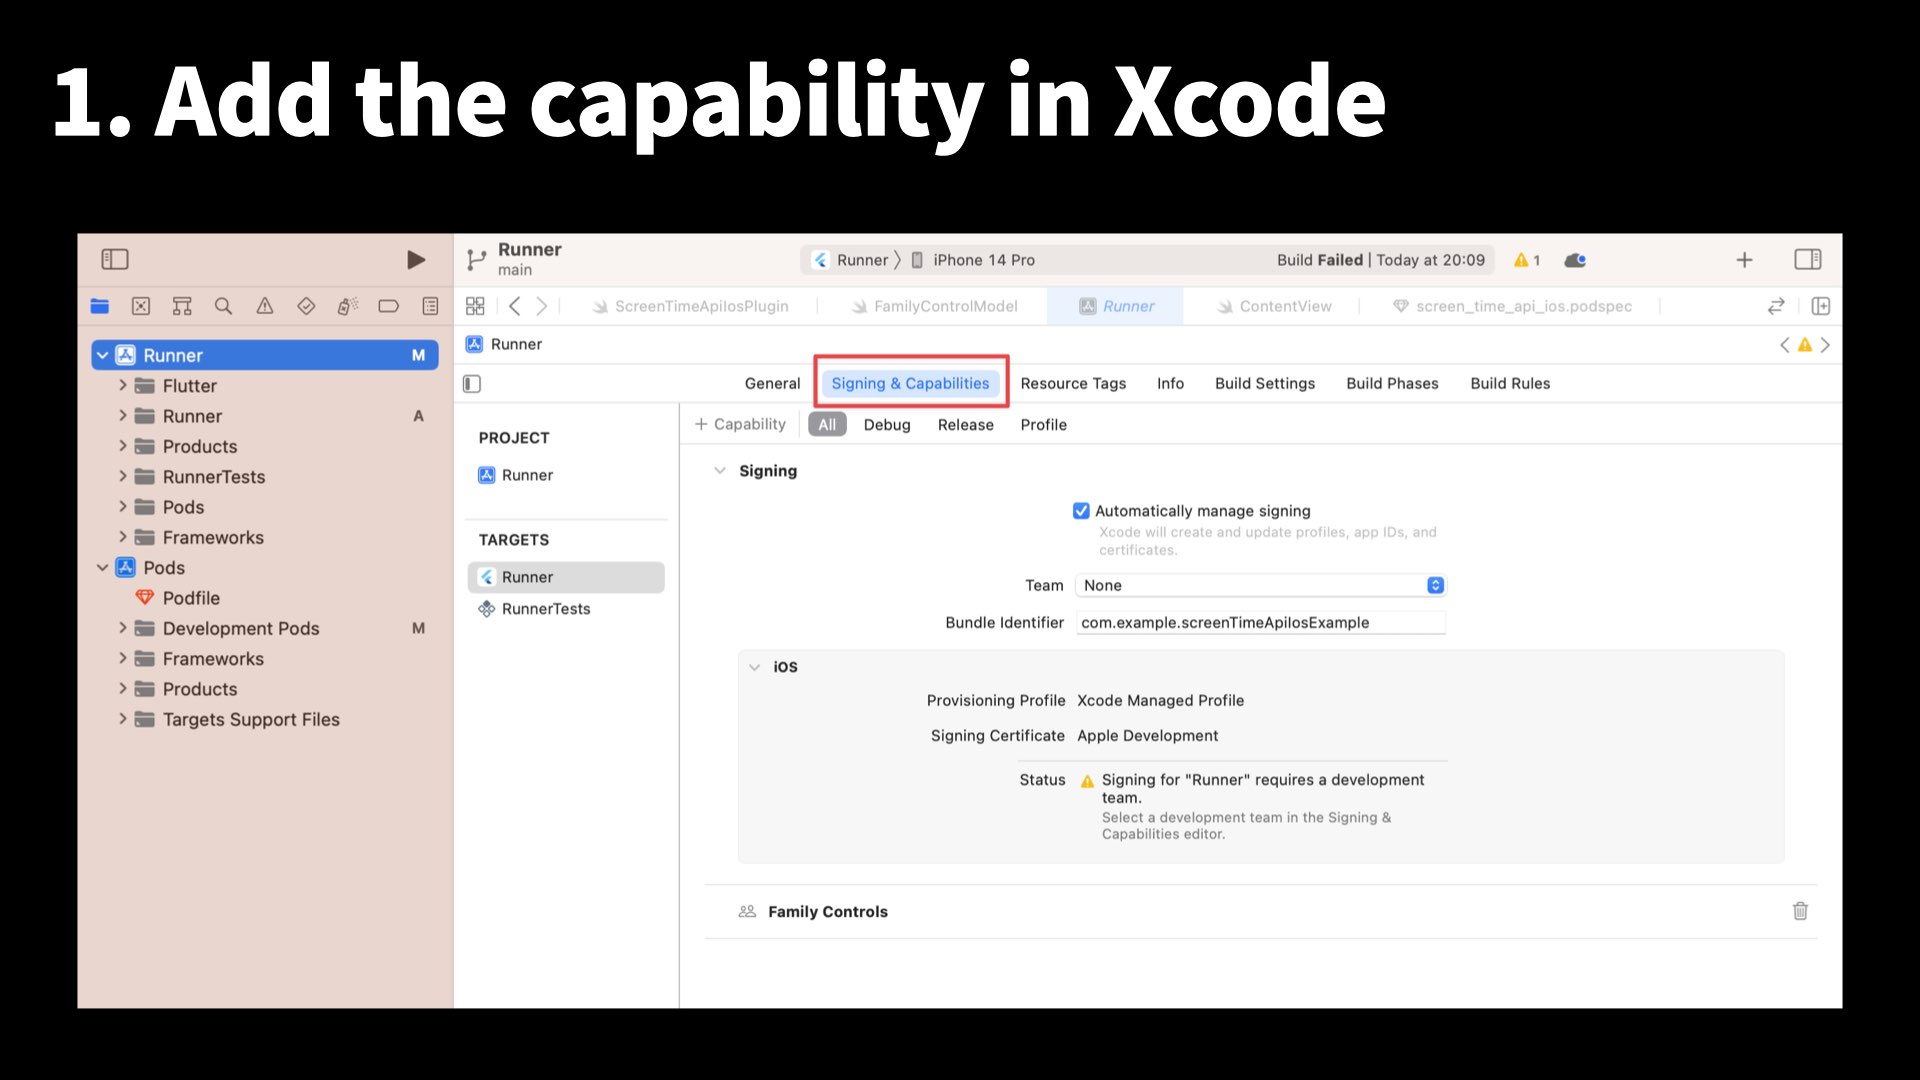 1. Add the capability in Xcode
Runner
main
Runner
iPhone 14 Pro
Build Failed | Today at 20:09
1
ScreenTimeApiIosPlugin
FamilyControlModel
Runner
ContentView
screen_time_api_ios.podspec
Runner M
Flutter
Runner A
Products
RunnerTests
Pods
Frameworks
Pods
Podfile
Development Pods M
Frameworks
Products
Targets Support Files
Runner
General
Signing & Capabilities
Resource Tags
Info
Build Settings
Build Phases
Build Rules
PROJECT
Runner
TARGETS
Runner
RunnerTests
+ Capability
All
Debug
Release
Profile
Signing
Automatically manage signing
Xcode will create and update profiles, app IDs, and
certificates.
Team None
Bundle Identifier com.example.screenTimeApiIosExample
iOS
Provisioning Profile Xcode Managed Profile
Signing Certificate Apple Development
Status Signing for "Runner" requires a development
team.
Select a development team in the Signing &
Capabilities editor.
Family Controls